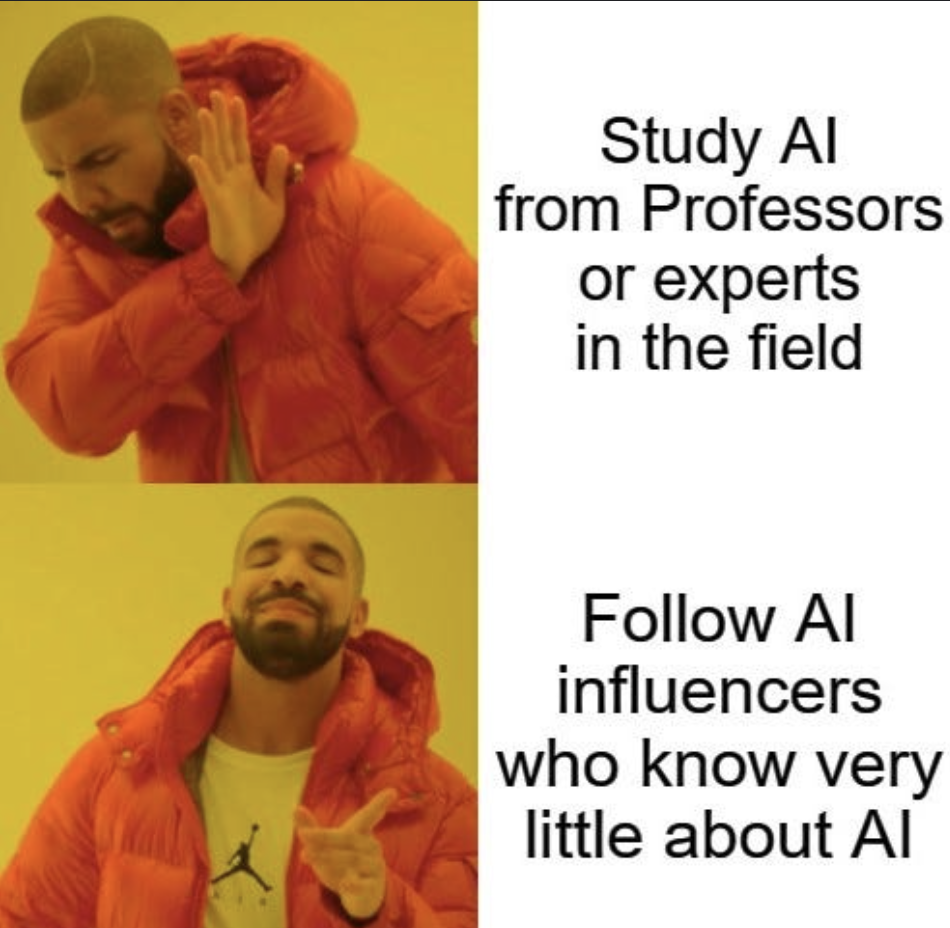 Study AI
from Professors
or experts
in the field
Follow AI
influencers
who know very
little about AI